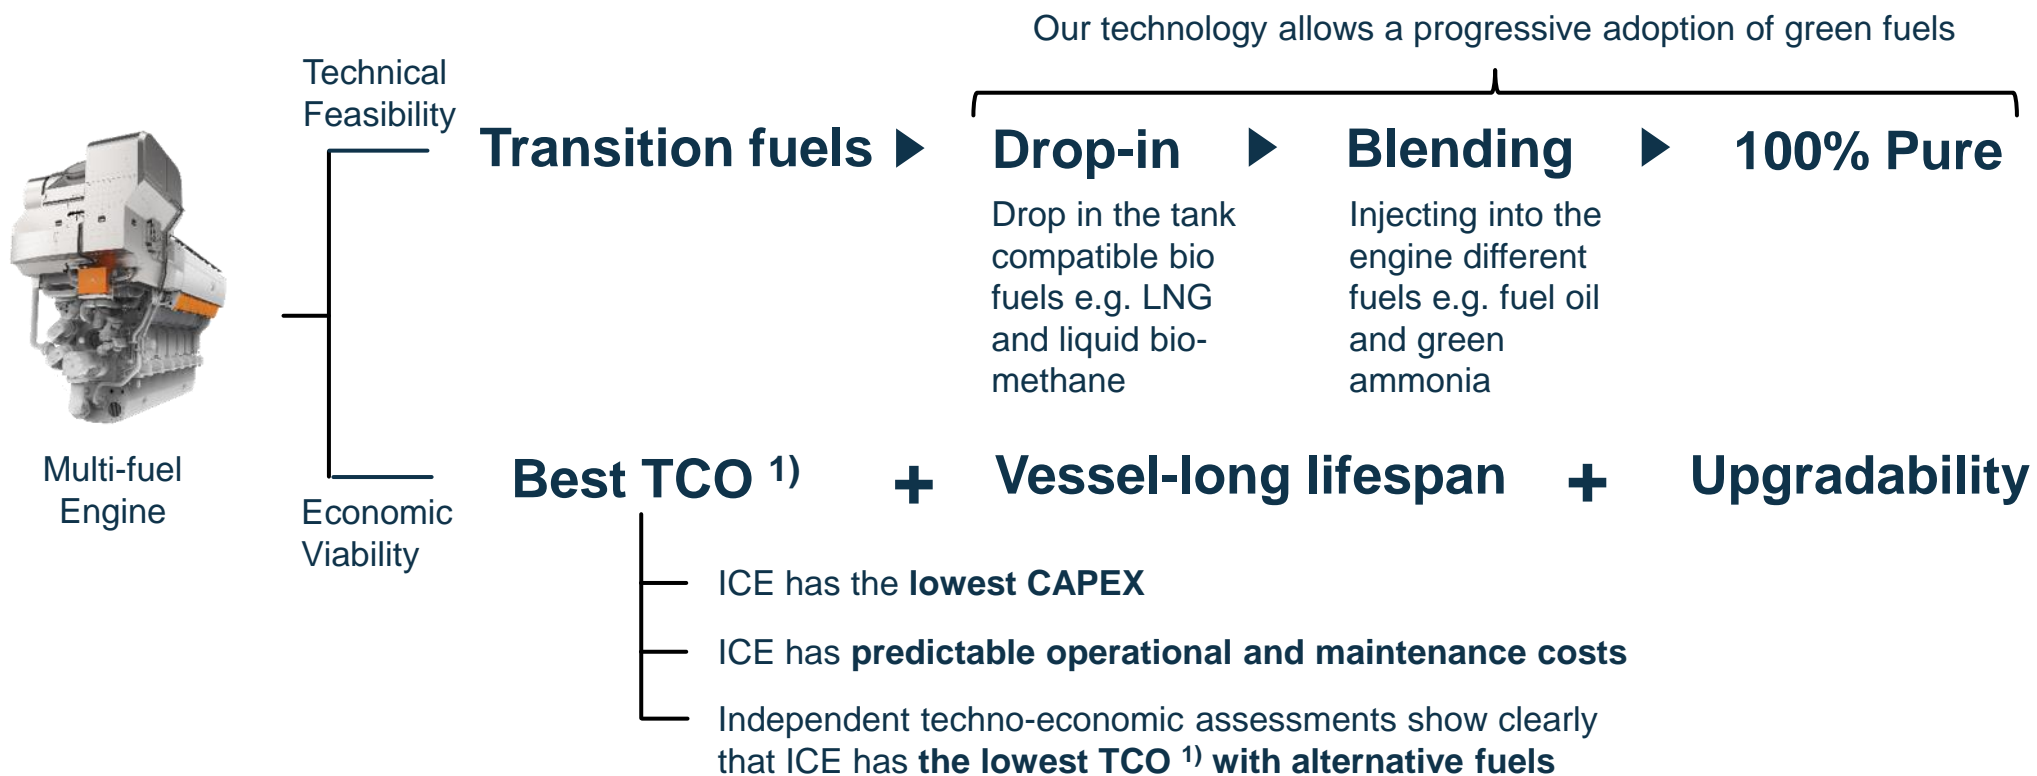 Our technology allows a progressive adoption of green fuels
Technical
Feasibility
Transition fuels
Drop-in
Blending
100% Pure
Drop in the tank
compatible bio
fuels e.g. LNG
and liquid bio-
methane
Injecting into the
engine different
fuels e.g. fuel oil
and green
ammonia
Multi-fuel
Engine
Economic
Viability
Best TCO 1)
+
Vessel-long lifespan
+
Upgradability
ICE has the lowest CAPEX
ICE has predictable operational and maintenance costs
Independent techno-economic assessments show clearly
that ICE has the lowest TCO 1) with alternative fuels